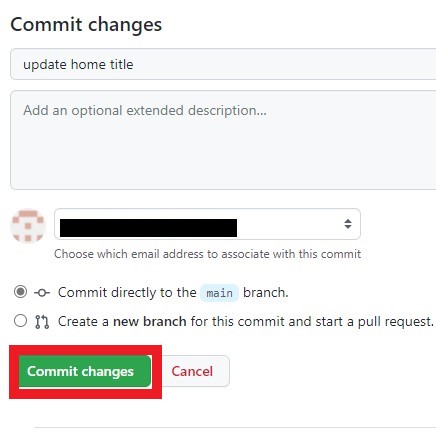 Commit changes
update home title
Add an optional extended description...
Choose which email address to associate with this commit
Commit directly to the main branch.
Create a new branch for this commit and start a pull request.
Commit changes
Cancel